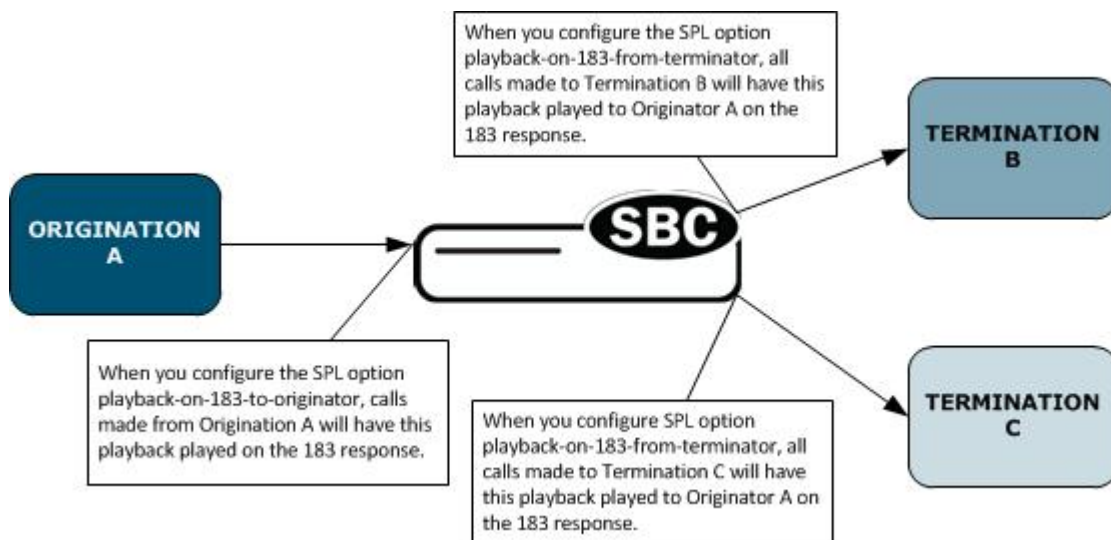 When you configure the SPL option
playback-on-183-from-terminator, all
calls made to Termination B will have this
playback played to Originator A on the
183 response.
TERMINATION
B
ORIGINATION
A
SBC
When you configure the SPL option
playback-on-183-to-originator, calls
made from Origination A will have this
playback played on the 183 response.
When you configure SPL option
playback-on-183-from-terminator, all
calls made to Termination C will have
this playback played to Originator A on
the 183 response.
TERMINATION
C